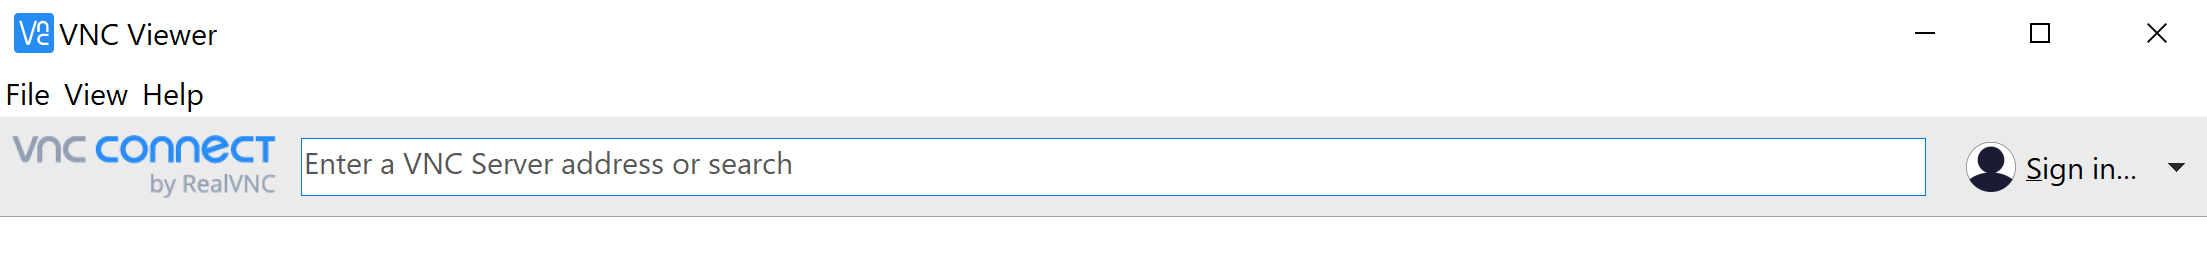 VNC Viewer
File View Help
vnc connect
by RealVNC
Enter a VNC Server address or search
Sign in...